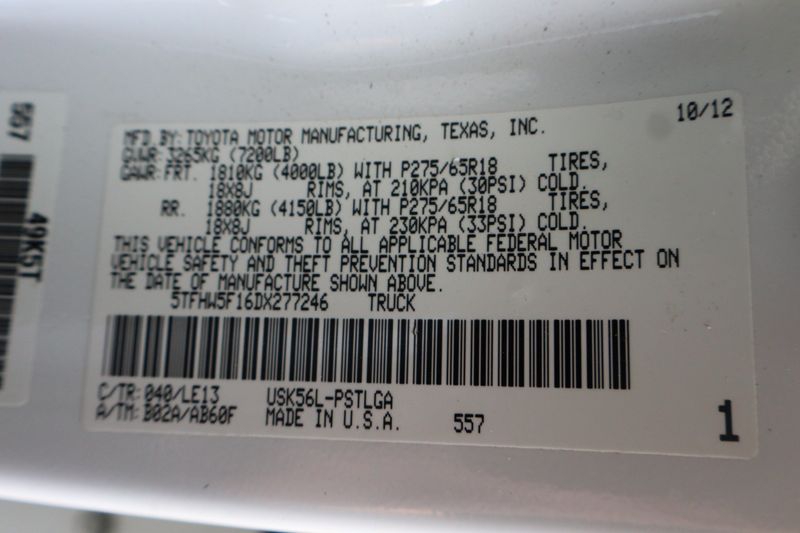 10/12
MFD. BY: TOYOTA MOTOR MANUFACTURING, TEXAS, INC.
GVWR: 3265KG (7200LB)
GAWR: FRT. 1810KG (4000LB) WITH P275/65R18 TIRES,
18X8J RIMS, AT 210KPA (30PSI) COLD.
RR. 1880KG (4150LB) WITH P275/65R18 TIRES,
18X8J RIMS, AT 230KPA (33PSI) COLD.
THIS VEHICLE CONFORMS TO ALL APPLICABLE FEDERAL MOTOR
VEHICLE SAFETY AND THEFT PREVENTION STANDARDS IN EFFECT ON
THE DATE OF MANUFACTURE SHOWN ABOVE.
5TFHW5F16DX277246 TRUCK
C/TR: 040/LE13 USK56L-PSTLGA
A/TM: B02A/AB60F MADE IN U.S.A. 557
1
49K5T